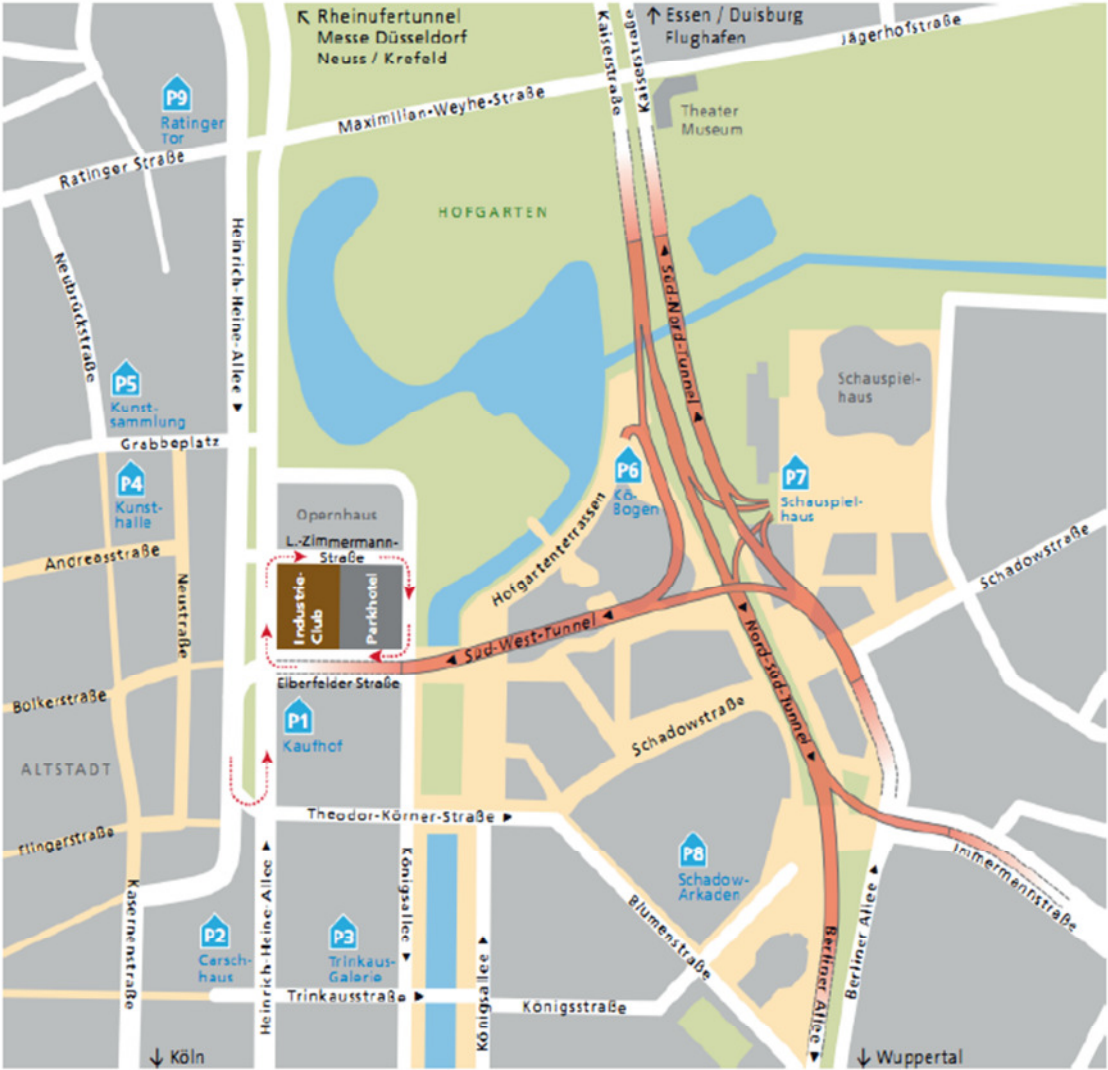 ↖ Rheinufertunnel
Messe Düsseldorf
Neuss / Krefeld
Kaiserstraße
Kaiserstraße
↑ Essen / Duisburg
Flughafen
Jägerhofstraße
P9
Ratinger
Tor
Maximilian-Weyhe-Straße
Theater
Museum
Ratinger Straße
HOFGARTEN
Heinrich-Heine-Allee
Neubrückstraße
Süd-Nord-Tunnel
P5
Kunst-
sammlung
Schauspiel-
haus
Grabbeplatz
P4
Kunst-
halle
P6
Kö-
Bogen
P7
Schauspiel-
haus
Opernhaus
L.-Zimmermann-
Straße
Hofgartenterrassen
Andreasstraße
Neustraße
Schadowstraße
Industrie-
Club
Parkhotel
Süd-West-Tunnel
Nord-Süd-Tunnel
Elberfelder Straße
Bolkerstraße
P1
Kaufhof
Schadowstraße
ALTSTADT
Theodor-Körner-Straße
Flingerstraße
P8
Schadow-
Arkaden
Immermannstraße
Kasernenstraße
Heinrich-Heine-Allee
Königsallee
Blumenstraße
Berliner Allee
Berliner Allee
P2
Carsch-
haus
P3
Trinkaus-
Galerie
Königsallee
Trinkausstraße
Königsstraße
↓ Köln
↓ Wuppertal